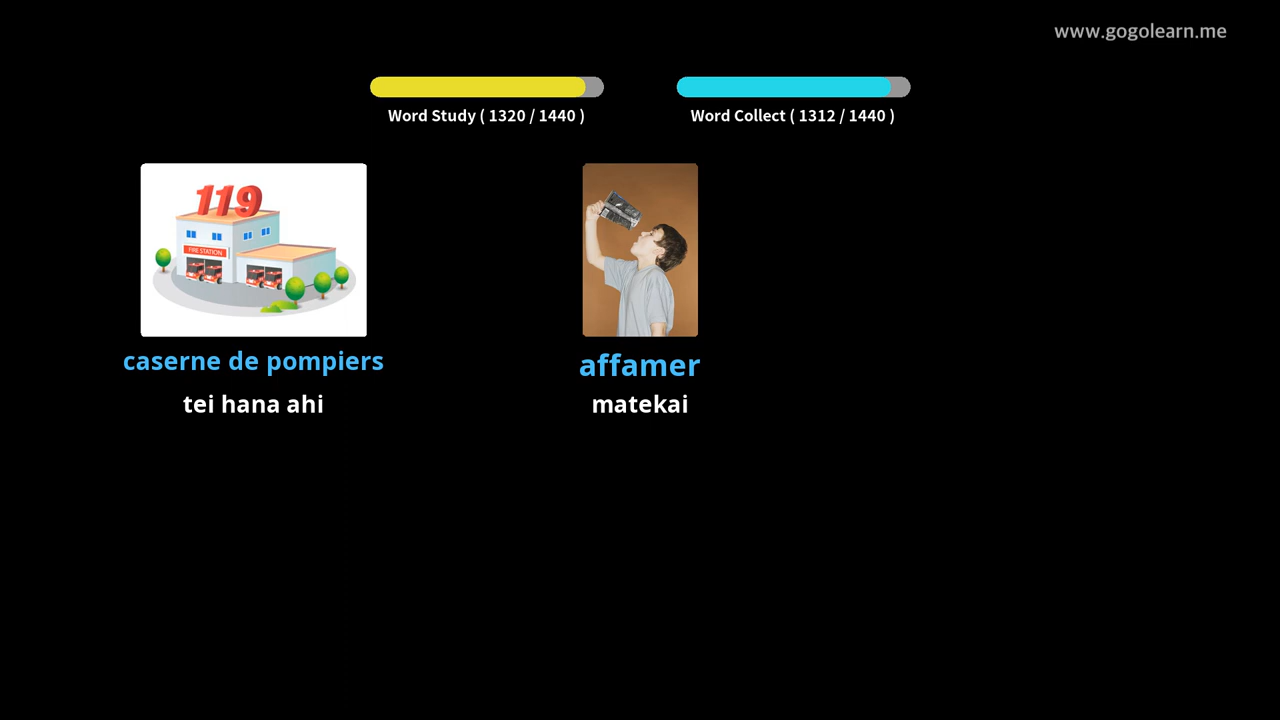 www.gogolearn.me
Word Study ( 1320 / 1440 )
Word Collect ( 1312 / 1440 )
119
FIRE STATION
caserne de pompiers
tei hana ahi
affamer
matekai